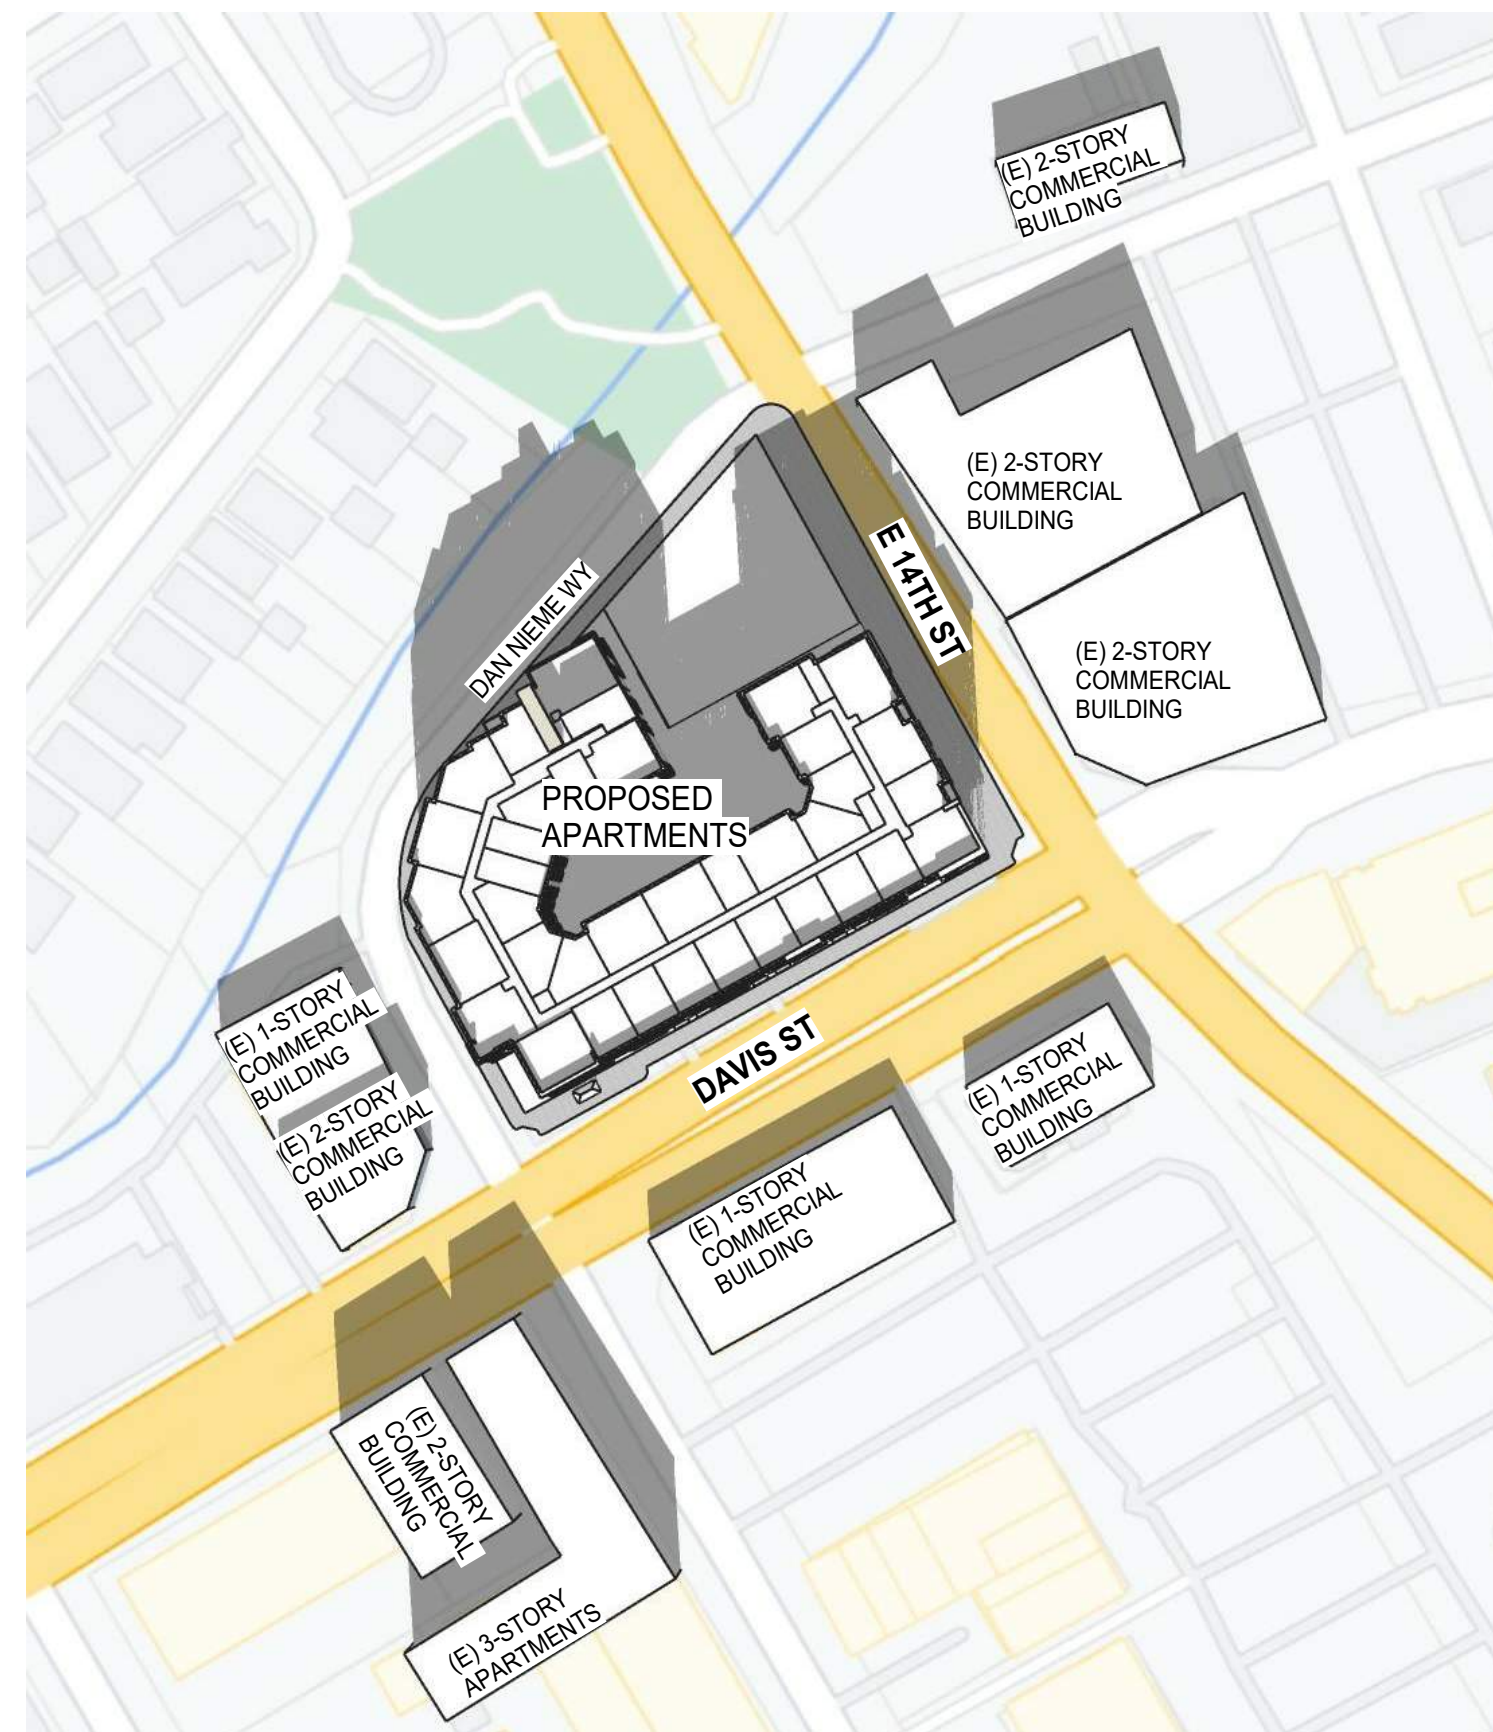 (E) 2-STORY
COMMERCIAL
BUILDING
(E) 2-STORY
COMMERCIAL
BUILDING
E 14TH ST
DAN NIEME WY
(E) 2-STORY
COMMERCIAL
BUILDING
PROPOSED
APARTMENTS
(E) 1-STORY
COMMERCIAL
BUILDING
(E) 2-STORY
COMMERCIAL
BUILDING
DAVIS ST
(E) 1-STORY
COMMERCIAL
BUILDING
(E) 1-STORY
COMMERCIAL
BUILDING
(E) 2-STORY
COMMERCIAL
BUILDING
(E) 3-STORY
APARTMENTS